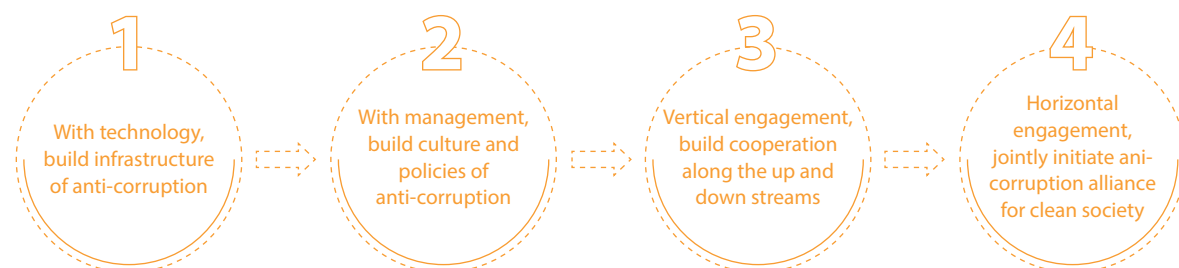 1
With technology,
build infrastructure
of anti-corruption
2
With management,
build culture and
policies of
anti-corruption
3
Vertical engagement,
build cooperation
along the up and
down streams
4
Horizontal
engagement,
jointly initiate ani-
corruption alliance
for clean society